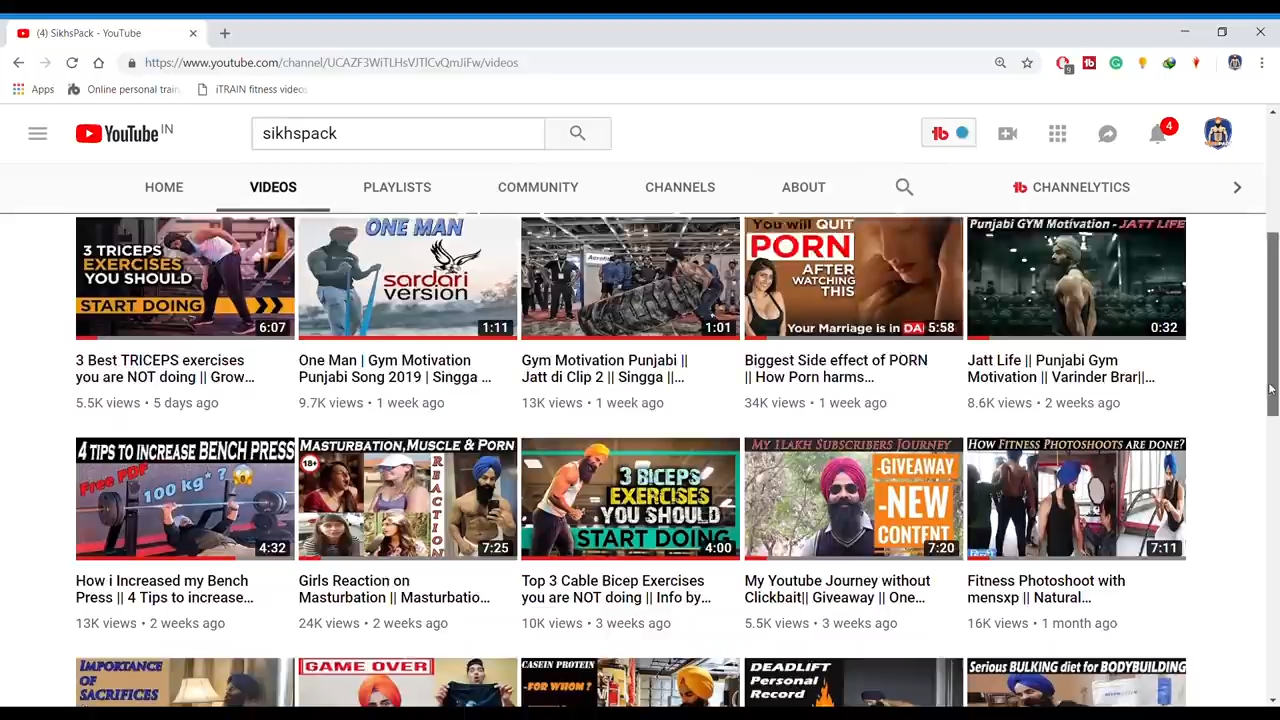 (4) SikhsPack - YouTube
https://www.youtube.com/channel/UCAZF3WiTLHsVJTlCvQmJiFw/videos
9
Apps
Online personal train
iTRAIN fitness videos
YouTube IN
sikhspack
4
HOME
VIDEOS
PLAYLISTS
COMMUNITY
CHANNELS
ABOUT
CHANNELYTICS
3 TRICEPS
EXERCISES
YOU SHOULD
START DOING
6:07
ONE MAN
sardari
version
1:11
1:01
You will QUIT
PORN
AFTER
WATCHING
THIS
Your Marriage is in DA
5:58
Punjabi GYM Motivation - JATT LIFE
0:32
3 Best TRICEPS exercises
you are NOT doing || Grow...
5.5K views • 5 days ago
One Man | Gym Motivation
Punjabi Song 2019 | Singga ...
9.7K views • 1 week ago
Gym Motivation Punjabi ||
Jatt di Clip 2 || Singga ||...
13K views • 1 week ago
Biggest Side effect of PORN
|| How Porn harms...
34K views • 1 week ago
Jatt Life || Punjabi Gym
Motivation || Varinder Brar||...
8.6K views • 2 weeks ago
4 TIPS TO INCREASE BENCH PRESS
Free PDF
100 kg* ?
4:32
MASTURBATION,MUSCLE & PORN
18+
REACTION
7:25
3 BICEPS
EXERCISES
YOU SHOULD
START DOING
4:00
MY 1LAKH SUBSCRIBERS JOURNEY
-GIVEAWAY
-NEW
CONTENT
7:20
HOW FITNESS PHOTOSHOOTS ARE DONE?
7:11
How i Increased my Bench
Press || 4 Tips to increase...
13K views • 2 weeks ago
Girls Reaction on
Masturbation || Masturbatio...
24K views • 2 weeks ago
Top 3 Cable Bicep Exercises
you are NOT doing || Info by...
10K views • 3 weeks ago
My Youtube Journey without
Clickbait|| Giveaway || One...
5.5K views • 3 weeks ago
Fitness Photoshoot with
mensxp || Natural...
16K views • 1 month ago
IMPORTANCE
OF
SACRIFICES
GAME OVER
CASEIN PROTEIN
-FOR WHOM ?
DEADLIFT
Personal
Record
Serious BULKING diet for BODYBUILDING